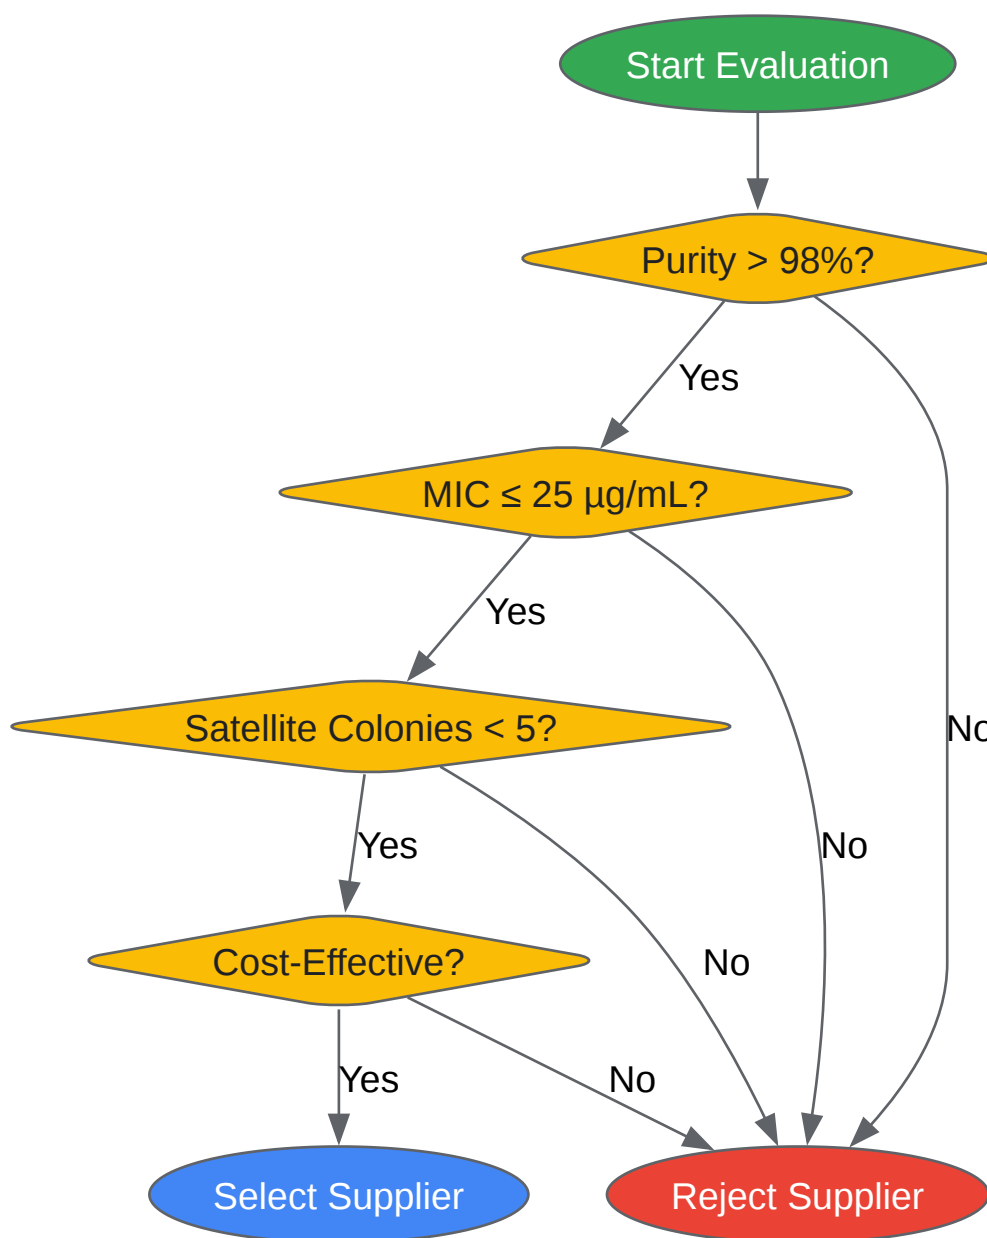 Start Evaluation
Purity > 98%?
Yes
MIC ≤ 25 µg/mL?
Yes
Satellite Colonies < 5?
No
Yes
No
Cost-Effective?
No
Yes
No
Select Supplier
Reject Supplier